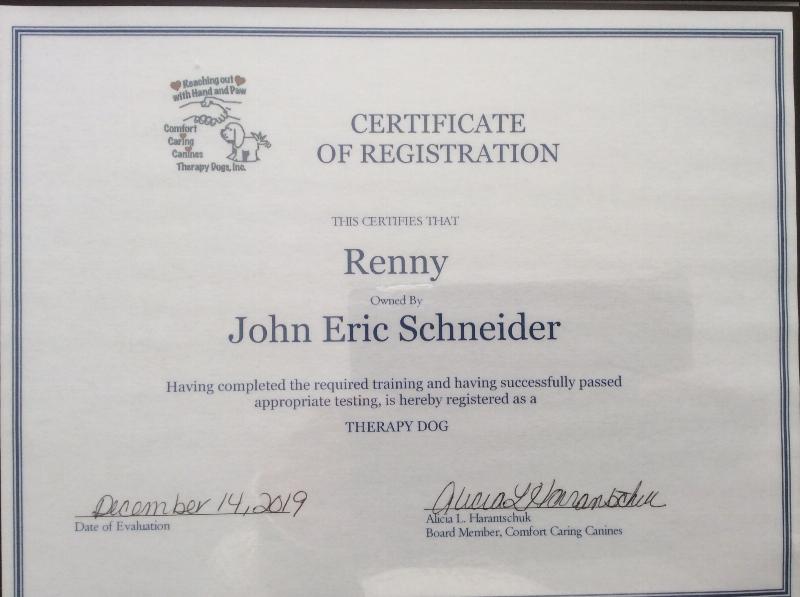 Reaching out
with Hand and Paw
Comfort
Caring
Canines
Therapy Dogs, Inc.
CERTIFICATE
OF REGISTRATION
THIS CERTIFIES THAT
Renny
Owned By
John Eric Schneider
Having completed the required training and having successfully passed
appropriate testing, is hereby registered as a
THERAPY DOG
December 14, 2019
Date of Evaluation
Alicia L Harantschuk
Alicia L. Harantschuk
Board Member, Comfort Caring Canines